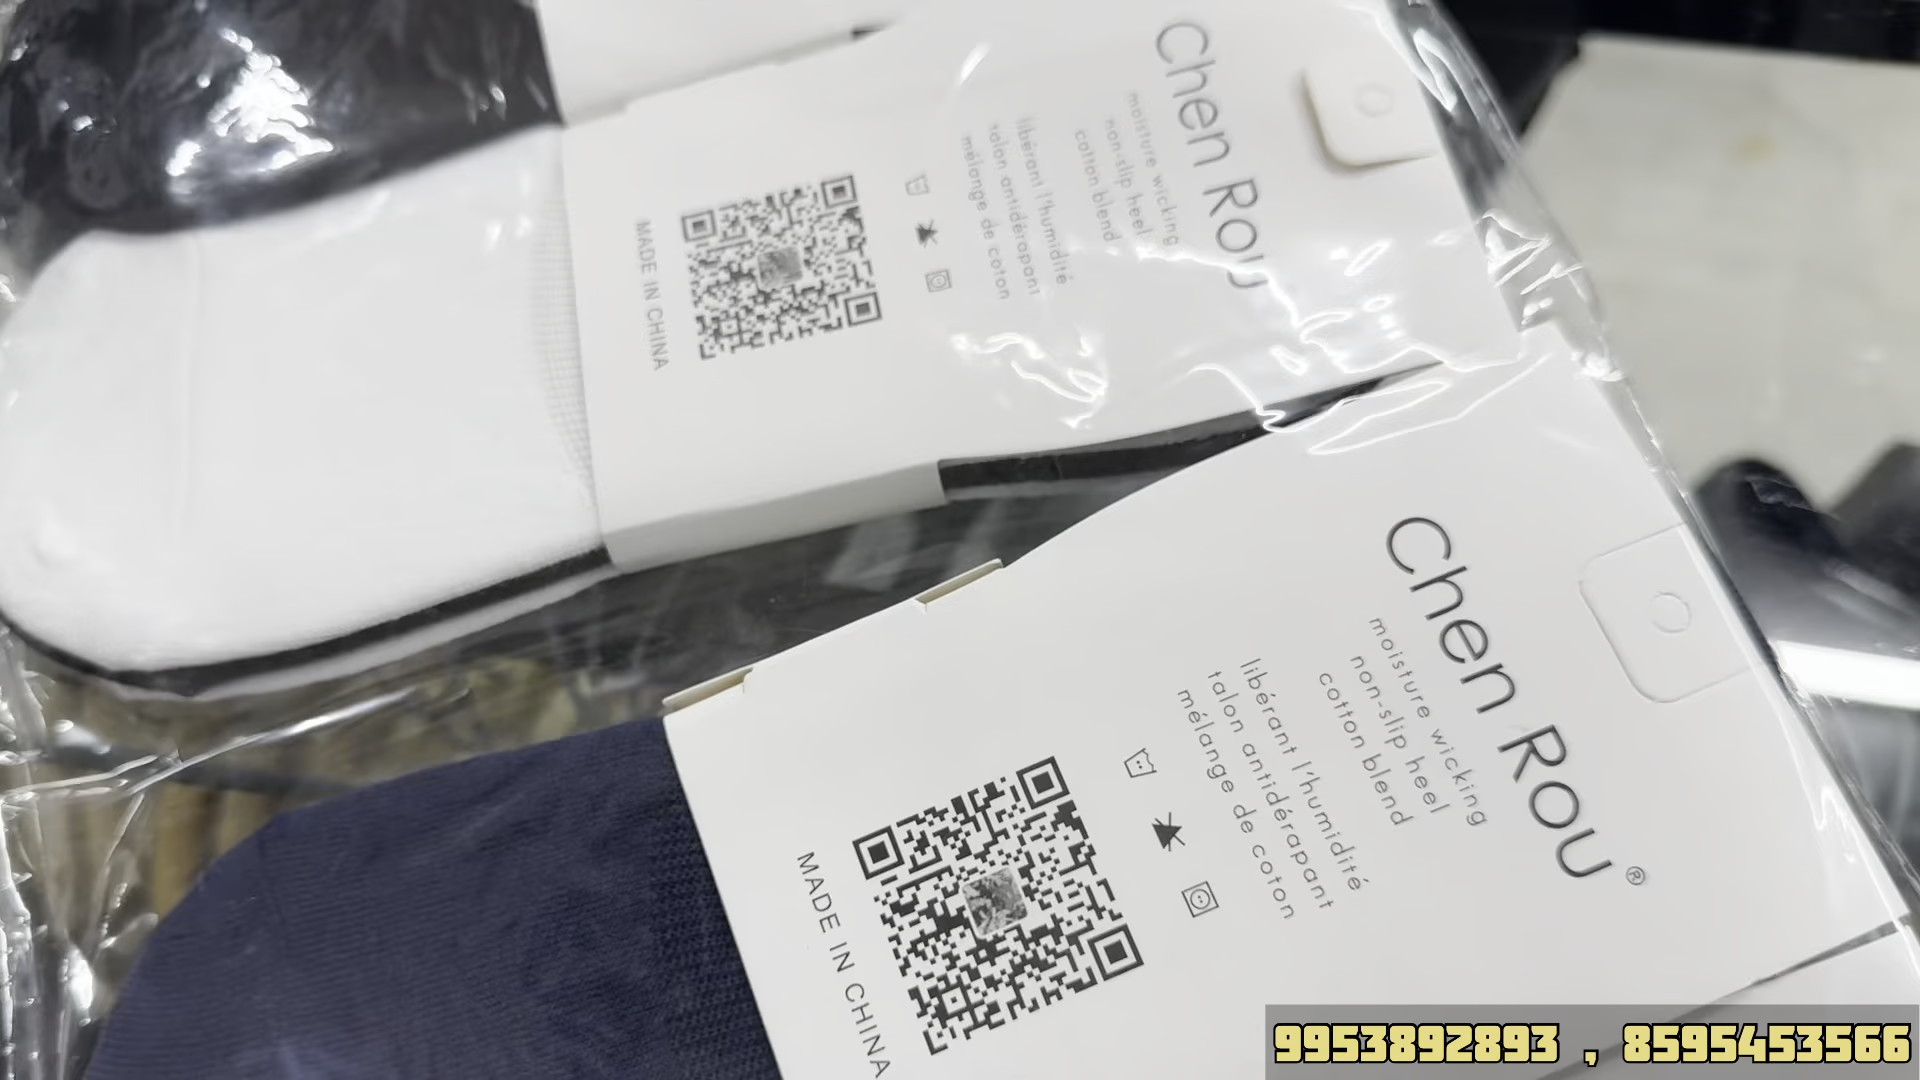 Chen Rou
moisture wicking
non-slip heel
cotton blend
libérant l'humidité
talon antidérapant
mélange de coton
MADE IN CHINA
Chen Rou®
moisture wicking
non-slip heel
cotton blend
libérant l'humidité
talon antidérapant
mélange de coton
MADE IN CHINA
9953892893 , 8595453566